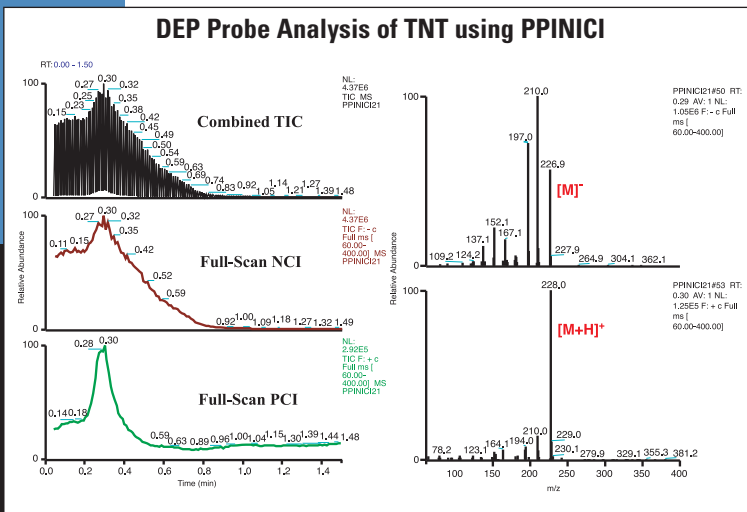 DEP Probe Analysis of TNT using PPINICI
RT: 0.00 - 1.50
100
0.15
0.23
0.25
0.27
0.30
0.32
0.35
0.38
0.42
0.45
0.49
0.50
0.54
0.59
0.63
0.69
0.74
0.83
0.92
1.05
1.14
1.21
1.27
1.39
1.48
Combined TIC
0
NL:
4.37E6
TIC MS
PPINICI21
100
0.11
0.15
0.27
0.30
0.32
0.35
0.42
0.52
0.59
0.92
1.00
1.09
1.18
1.27
1.32
1.49
Full-Scan NCI
Relative Abundance
0
NL:
4.37E6
TIC F: - c
Full ms [
60.00-
400.00] MS
PPINICI21
100
0.14
0.18
0.28
0.30
0.59
0.63
0.89
0.96
1.00
1.04
1.15
1.30
1.39
1.44
1.48
Full-Scan PCI
0
NL:
2.92E5
TIC F: + c
Full ms [
60.00-
400.00] MS
PPINICI21
0.0 0.2 0.4 0.6 0.8 1.0 1.2 1.4
Time (min)
100
210.0
197.0
226.9
[M]-
152.1
167.1
137.1
124.2
109.2
227.9
264.9
304.1
362.1
Relative Abundance
0
PPINICI21#50 RT:
0.29 AV: 1 NL:
1.05E6 F: - c Full
ms [
60.00-400.00]
100
228.0
[M+H]+
78.2
123.1
164.1
194.0
210.0
229.0
230.1
279.9
329.1
355.3
381.2
0
PPINICI21#53 RT:
0.30 AV: 1 NL:
1.25E5 F: + c Full
ms [
60.00-400.00]
100 150 200 250 300 350 400
m/z